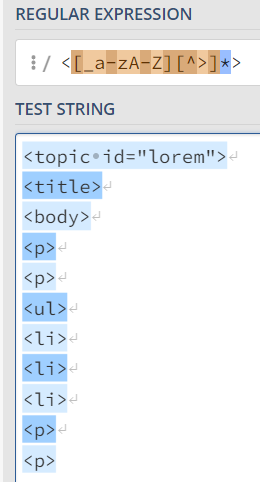 REGULAR EXPRESSION
/ <[_a-zA-Z][^>]*>
TEST STRING
<topic id="lorem">
<title>
<body>
<p>
<p>
<ul>
<li>
<li>
<li>
<p>
<p>